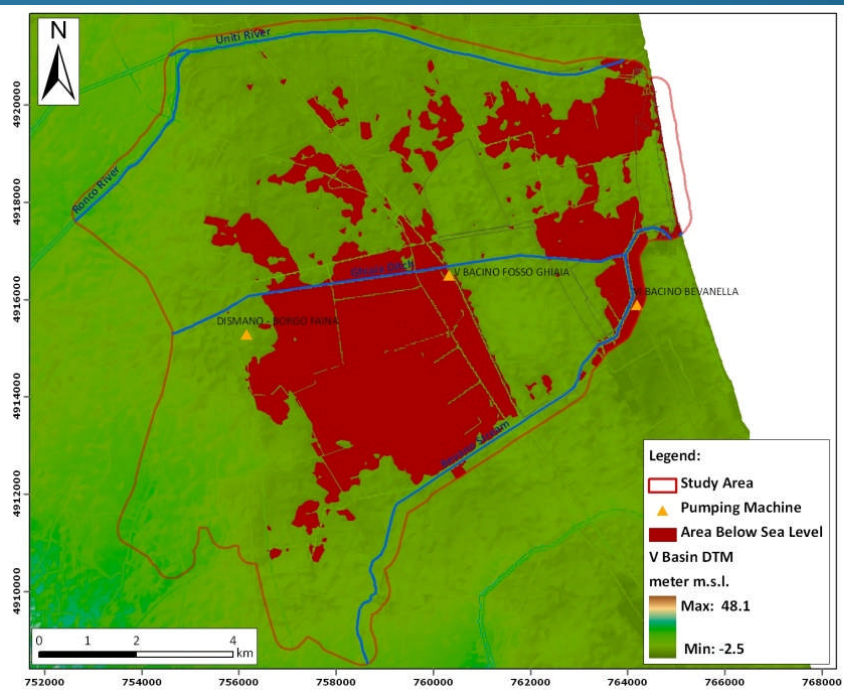 N
Uniti River
Ronco River
V BACINO FOSSO GHIAIA
VI BACINO BEVANELLA
DISMANO - BORGO FAINA
4920000
4918000
4916000
4914000
4912000
4910000
Legend:
Study Area
Pumping Machine
Area Below Sea Level
V Basin DTM
meter m.s.l.
Max: 48.1
Min: -2.5
0 1 2 4
km
752000 754000 756000 758000 760000 762000 764000 766000 768000